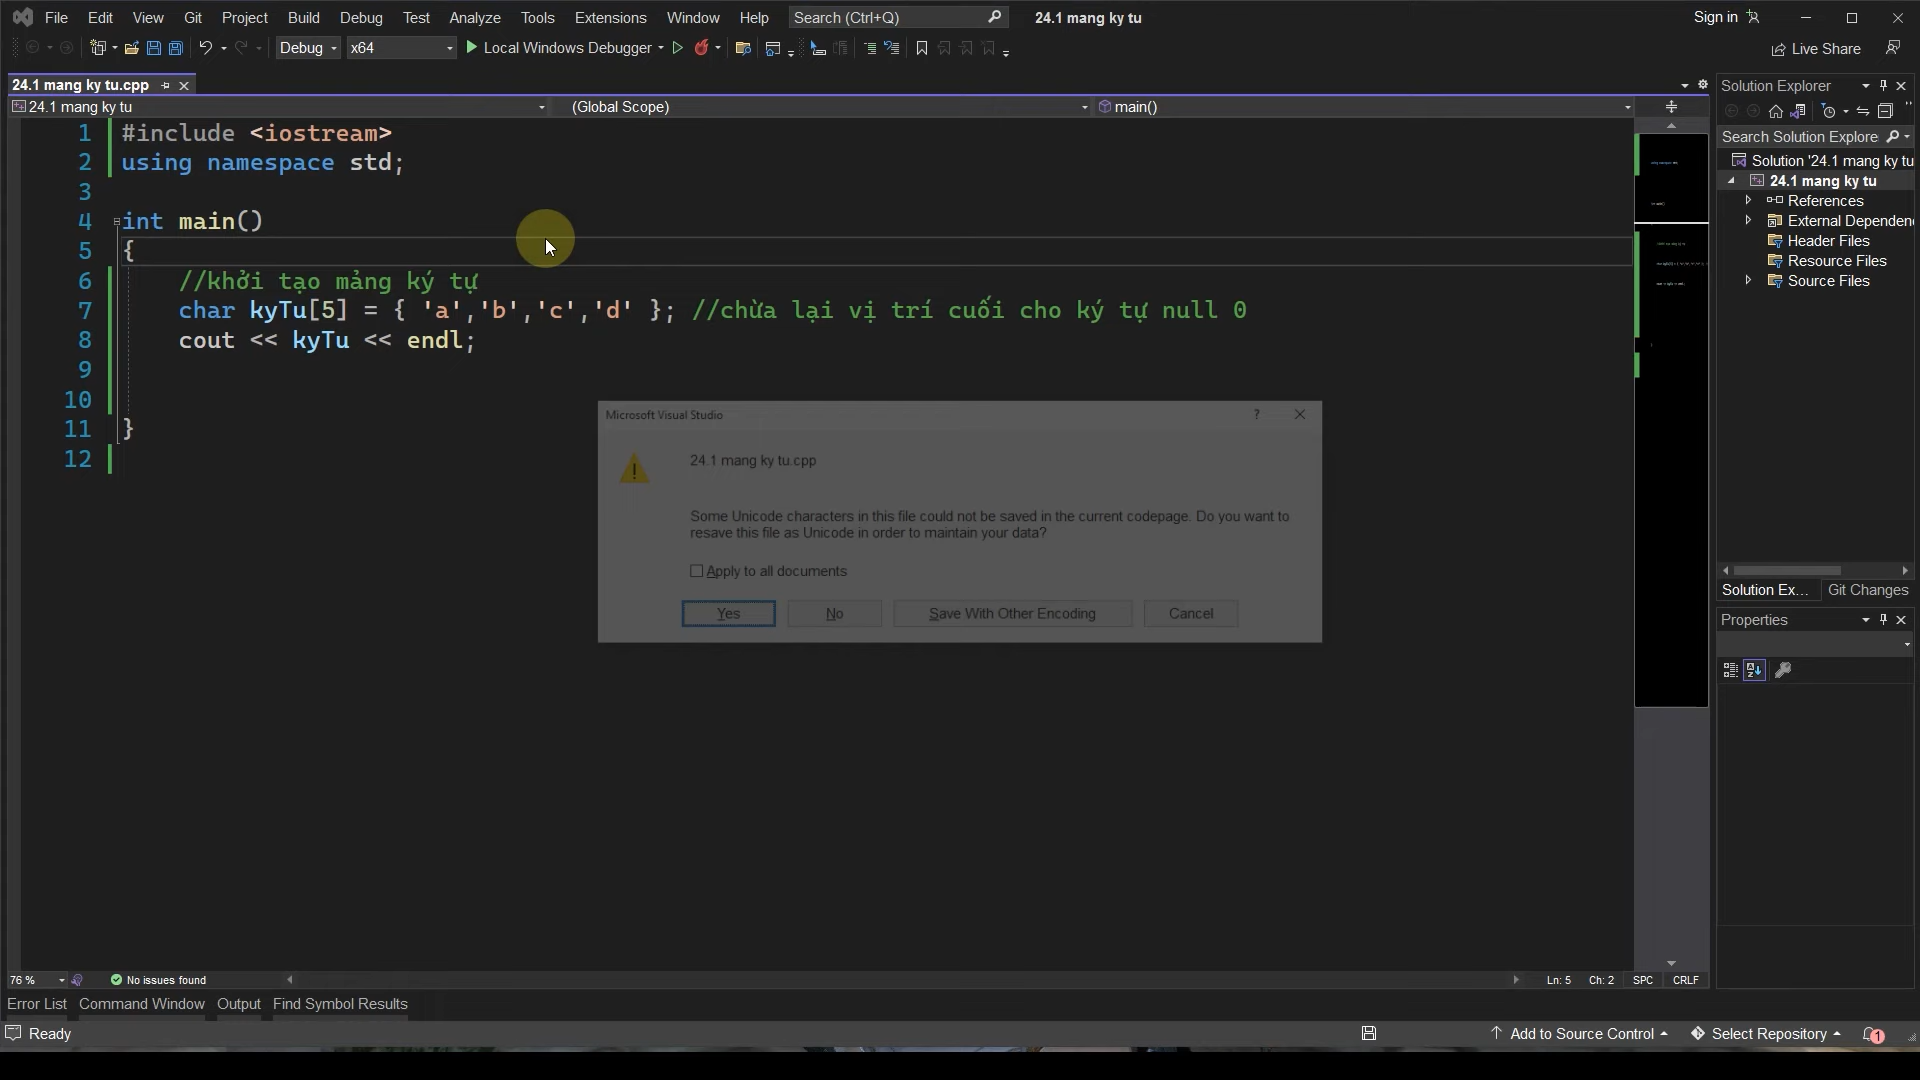 File Edit View Git Project Build Debug Test Analyze Tools Extensions Window Help Search (Ctrl+Q) 24.1 mang ky tu Sign in
Debug x64 Local Windows Debugger Live Share
24.1 mang ky tu.cpp
24.1 mang ky tu (Global Scope) main()
1 #include <iostream>
2 using namespace std;
3
4 int main()
5 {
6 //khởi tạo mảng ký tự
7 char kyTu[5] = { 'a','b','c','d' }; //chừa lại vị trí cuối cho ký tự null 0
8 cout << kyTu << endl;
9
10
11 }
12
Microsoft Visual Studio ?
24.1 mang ky tu.cpp
Some Unicode characters in this file could not be saved in the current codepage. Do you want to
resave this file as Unicode in order to maintain your data?
Apply to all documents
Yes No Save With Other Encoding Cancel
Solution Explorer
Search Solution Explore
Solution '24.1 mang ky tu
24.1 mang ky tu
References
External Dependen
Header Files
Resource Files
Source Files
Solution Ex... Git Changes
Properties
76 % No issues found Ln: 5 Ch: 2 SPC CRLF
Error List Command Window Output Find Symbol Results
Ready Add to Source Control Select Repository 1